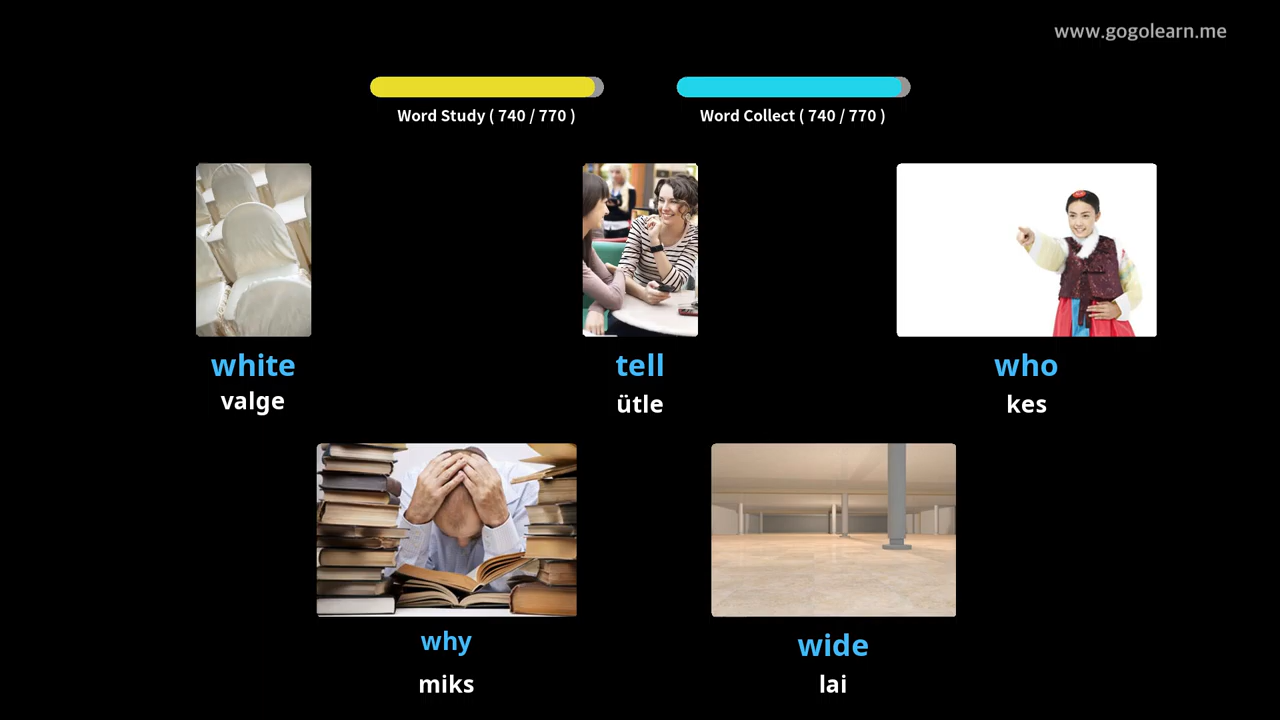 www.gogolearn.me
Word Study ( 740 / 770 )
Word Collect ( 740 / 770 )
white
valge
tell
ütle
who
kes
why
miks
wide
lai